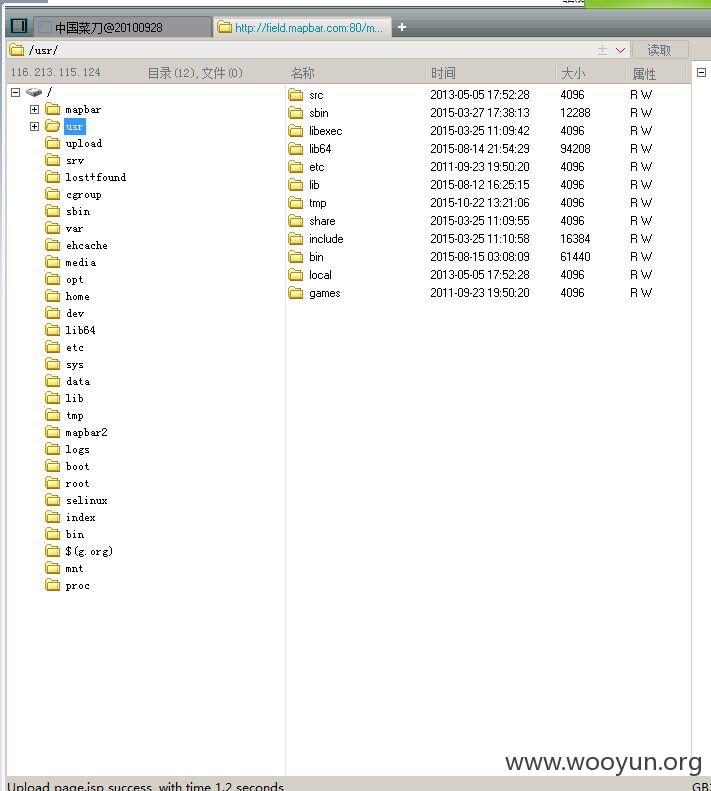 中国菜刀@20100928 http://field.mapbar.com:80/m... +
/usr/ 读取
116.213.115.124 目录(12),文件(0) 名称 时间 大小 属性
/
mapbar
usr
upload
srv
lost+found
cgroup
sbin
var
ehcache
media
opt
home
dev
lib64
etc
sys
data
lib
tmp
mapbar2
logs
boot
root
selinux
index
bin
$(g.org)
mnt
proc
src 2013-05-05 17:52:28 4096 R W
sbin 2015-03-27 17:38:13 12288 R W
libexec 2015-03-25 11:09:42 4096 R W
lib64 2015-08-14 21:54:29 94208 R W
etc 2011-09-23 19:50:20 4096 R W
lib 2015-08-12 16:25:15 4096 R W
tmp 2015-10-22 13:21:06 4096 R W
share 2015-03-25 11:09:55 4096 R W
include 2015-03-25 11:10:58 16384 R W
bin 2015-08-15 03:08:09 61440 R W
local 2013-05-05 17:52:28 4096 R W
games 2011-09-23 19:50:20 4096 R W
www.wooyun.org
Upload page.jsp success, with time 1.2 seconds